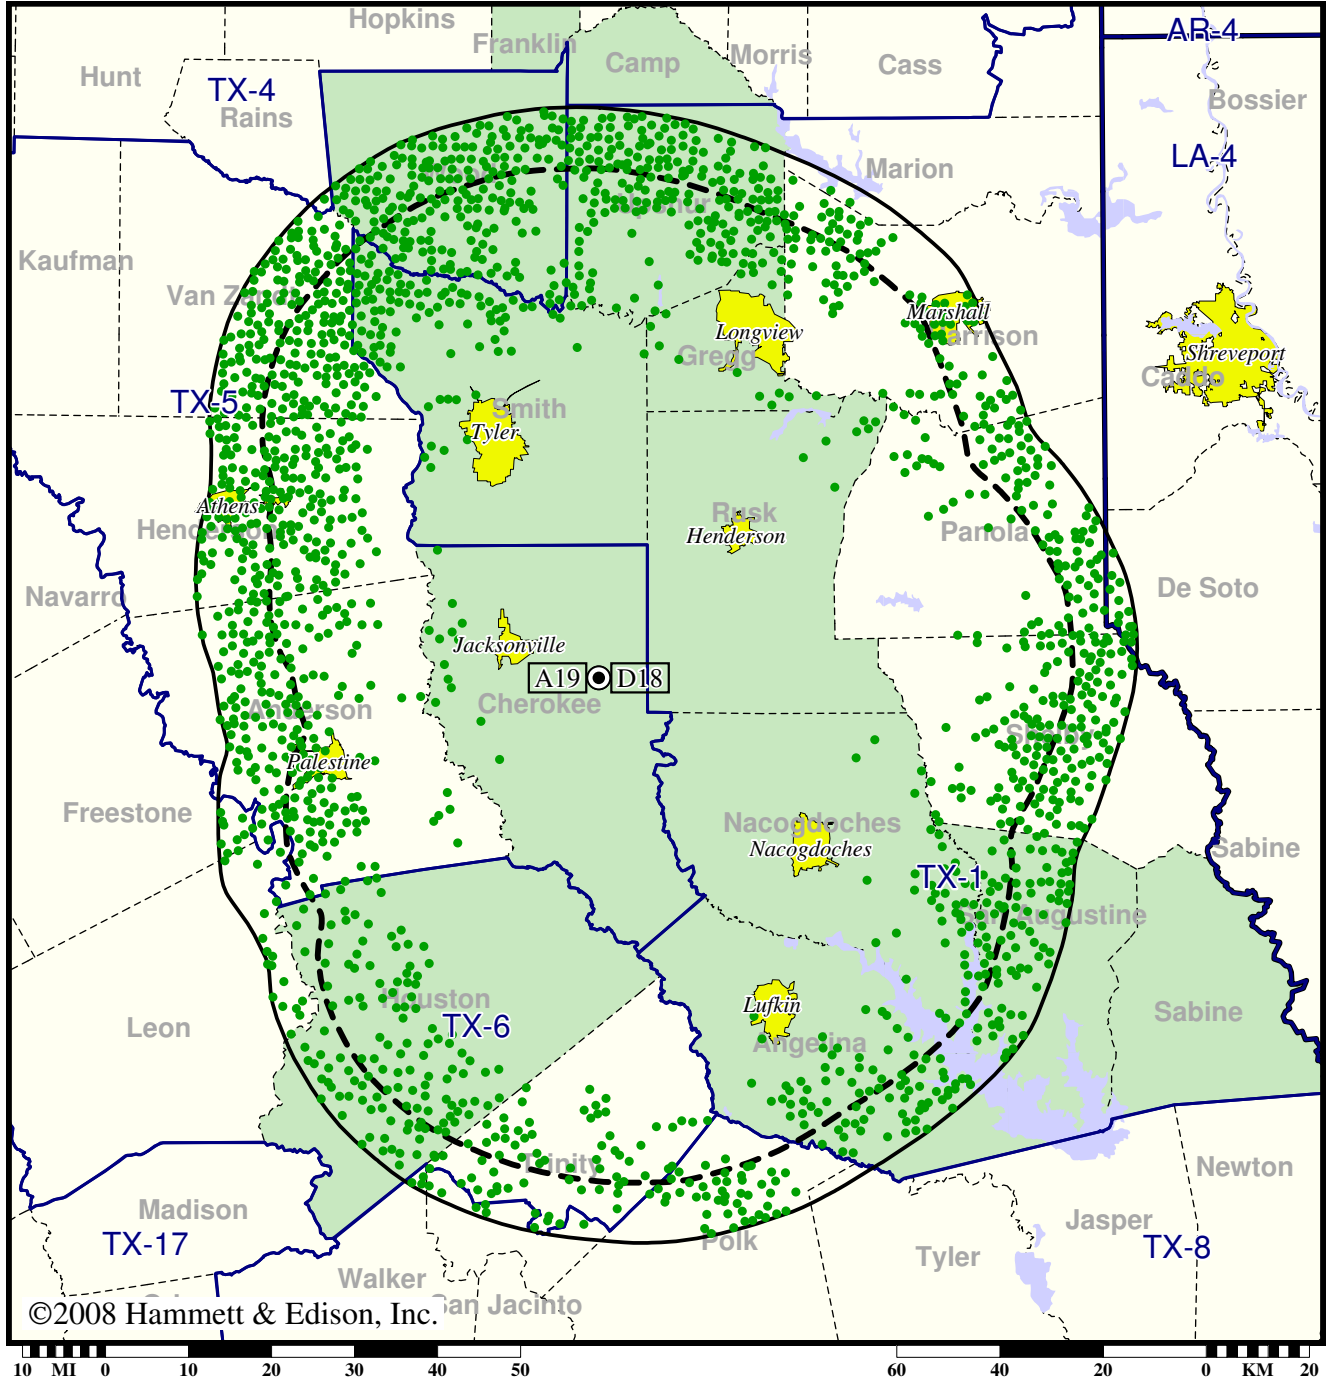 Hopkins
Franklin
AR-4
Morris
Camp
Cass
Hunt
TX-4
Bossier
Rains
LA-4
Marion
Kaufman
Van Zandt
Longview
Marshall
Harrison
Gregg
Shreveport
Caddo
TX-5
Smith
Tyler
Athens
Henderson
Rusk
Henderson
Panola
Navarro
De Soto
Jacksonville
A19
D18
Cherokee
Anderson
Shelby
Palestine
Freestone
Nacogdoches
Nacogdoches
Sabine
TX-1
San Augustine
Houston
Lufkin
Sabine
Leon
TX-6
Angelina
Trinity
Newton
Madison
Jasper
TX-17
Polk
Tyler
TX-8
Walker
San Jacinto
©2008 Hammett & Edison, Inc.
10 MI 0 10 20 30 40 50 60 40 20 0 KM 20